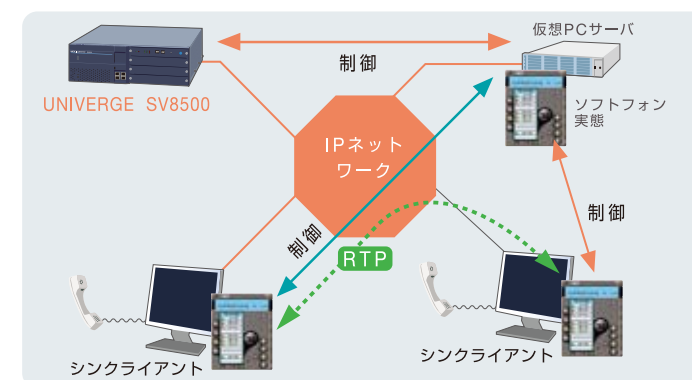 仮想PCサーバ
制御
UNIVERGE SV8500
ソフトフォン
実態
IPネット
ワーク
制御
制御
RTP
シンクライアント
シンクライアント